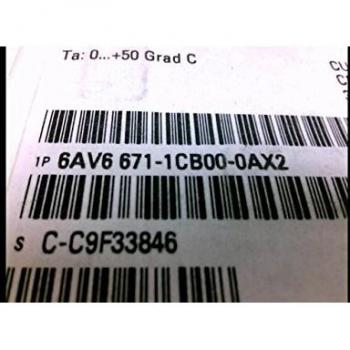 Ta: 0...+50 Grad C
1P 6AV6 671-1CB00-0AX2
S C-C9F33846